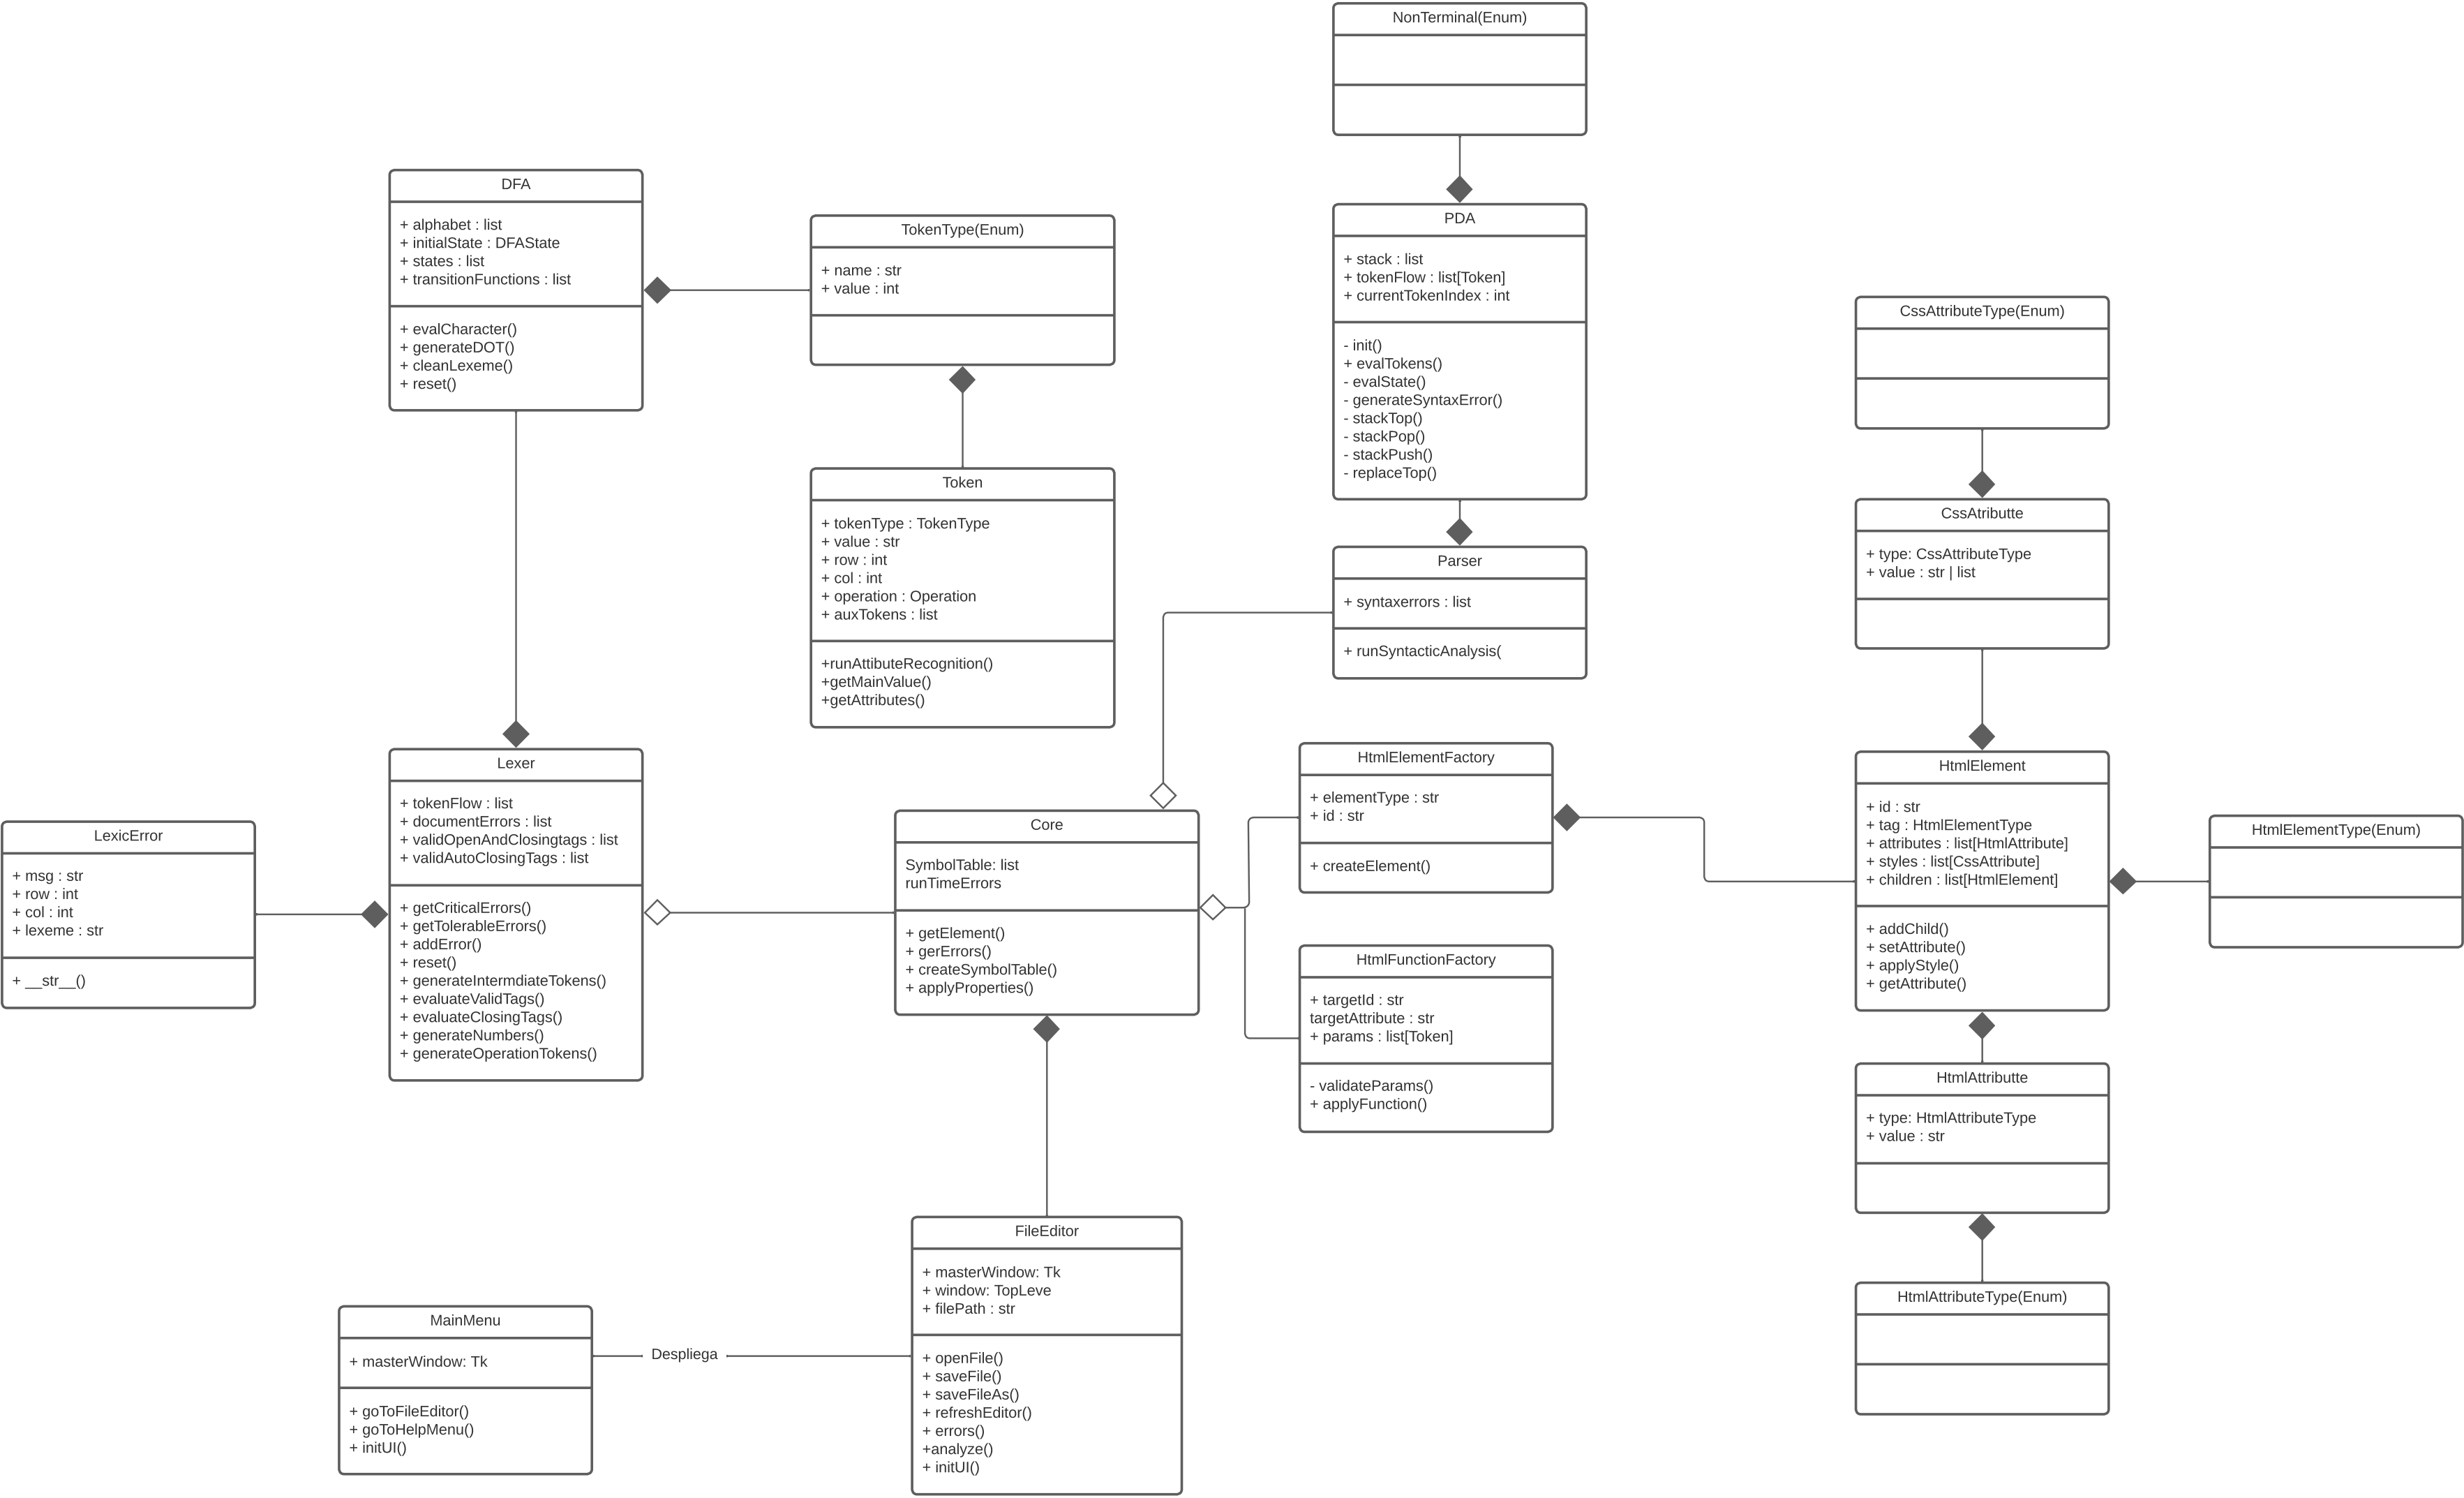 NonTerminal(Enum)
DFA
+ alphabet : list
+ initialState : DFAState
+ states : list
+ transitionFunctions : list
+ evalCharacter()
+ generateDOT()
+ cleanLexeme()
+ reset()
TokenType(Enum)
+ name : str
+ value : int
PDA
+ stack : list
+ tokenFlow : list[Token]
+ currentTokenIndex : int
- init()
+ evalTokens()
- evalState()
- generateSyntaxError()
- stackTop()
- stackPop()
- stackPush()
- replaceTop()
CssAttributeType(Enum)
Token
+ tokenType : TokenType
+ value : str
+ row : int
+ col : int
+ operation : Operation
+ auxTokens : list
+runAttibuteRecognition()
+getMainValue()
+getAttributes()
CssAtributte
+ type: CssAttributeType
+ value : str | list
Parser
+ syntaxerrors : list
+ runSyntacticAnalysis(
Lexer
+ tokenFlow : list
+ documentErrors : list
+ validOpenAndClosingtags : list
+ validAutoClosingTags : list
+ getCriticalErrors()
+ getTolerableErrors()
+ addError()
+ reset()
+ generateIntermdiateTokens()
+ evaluateValidTags()
+ evaluateClosingTags()
+ generateNumbers()
+ generateOperationTokens()
LexicError
+ msg : str
+ row : int
+ col : int
+ lexeme : str
+ __str__()
Core
SymbolTable: list
runTimeErrors
+ getElement()
+ gerErrors()
+ createSymbolTable()
+ applyProperties()
HtmlElementFactory
+ elementType : str
+ id : str
+ createElement()
HtmlElement
+ id : str
+ tag : HtmlElementType
+ attributes : list[HtmlAttribute]
+ styles : list[CssAttribute]
+ children : list[HtmlElement]
+ addChild()
+ setAttribute()
+ applyStyle()
+ getAttribute()
HtmlElementType(Enum)
HtmlFunctionFactory
+ targetId : str
targetAttribute : str
+ params : list[Token]
- validateParams()
+ applyFunction()
HtmlAttributte
+ type: HtmlAttributeType
+ value : str
FileEditor
+ masterWindow: Tk
+ window: TopLeve
+ filePath : str
+ openFile()
+ saveFile()
+ saveFileAs()
+ refreshEditor()
+ errors()
+analyze()
+ initUI()
MainMenu
+ masterWindow: Tk
+ goToFileEditor()
+ goToHelpMenu()
+ initUI()
Despliega
HtmlAttributeType(Enum)